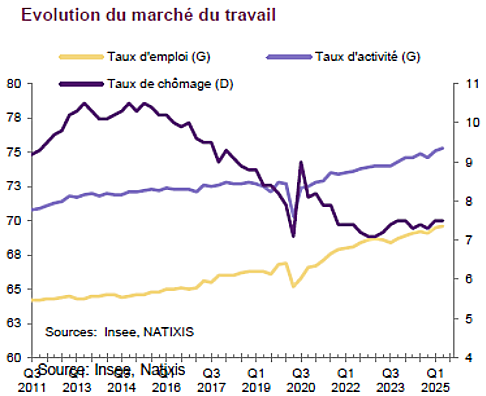 Evolution du marché du travail
Taux d'emploi (G) Taux d'activité (G)
Taux de chômage (D)
80 11
78 10
75 9
73 8
70 7
68 6
65 5
63
60 4
Sources: Insee, NATIXIS
Source: Insee, Natixis
Q3 Q1 Q3 Q1 Q3 Q1 Q3 Q1 Q3 Q1
2011 2013 2014 2016 2017 2019 2020 2022 2023 2025